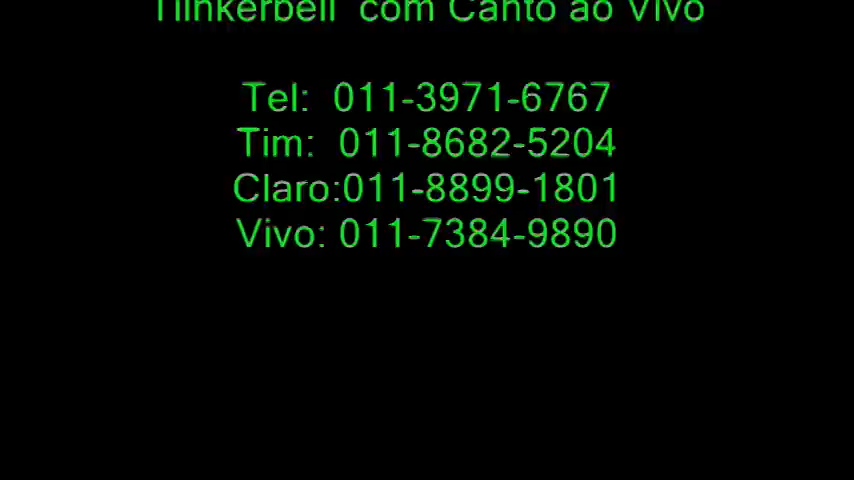 Tiinkerbell com Canto ao Vivo
Tel: 011-3971-6767
Tim: 011-8682-5204
Claro:011-8899-1801
Vivo: 011-7384-9890